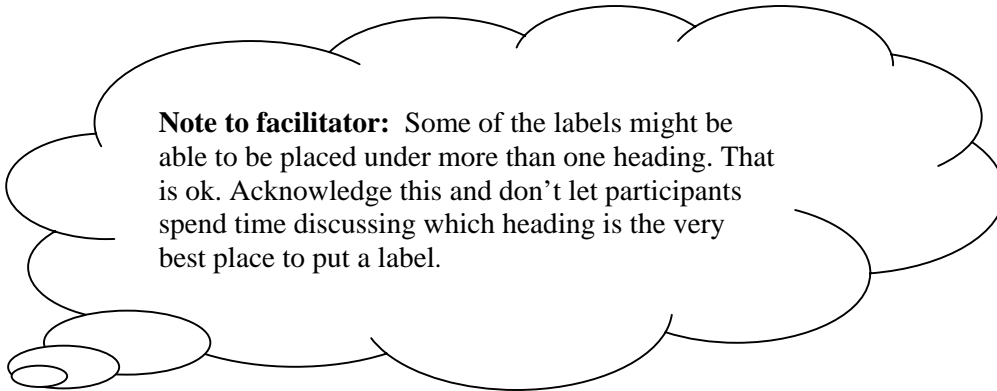 Note to facilitator:  Some of the labels might be
able to be placed under more than one heading. That
is ok. Acknowledge this and don’t let participants
spend time discussing which heading is the very
best place to put a label.